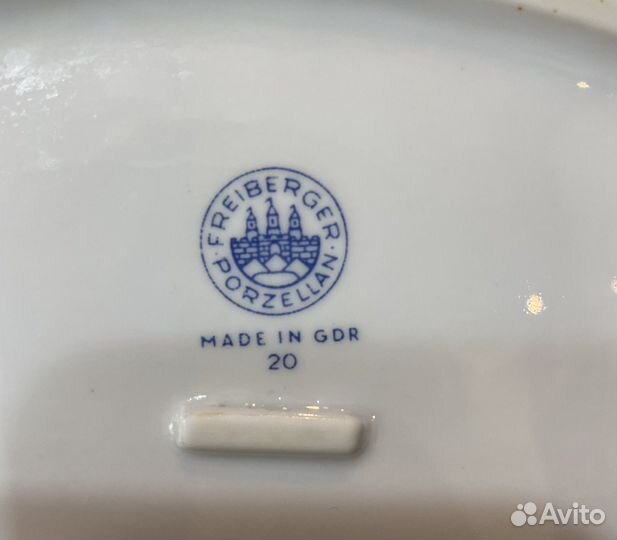 FREIBERGER
PORZELLAN
MADE IN GDR
20
Avito